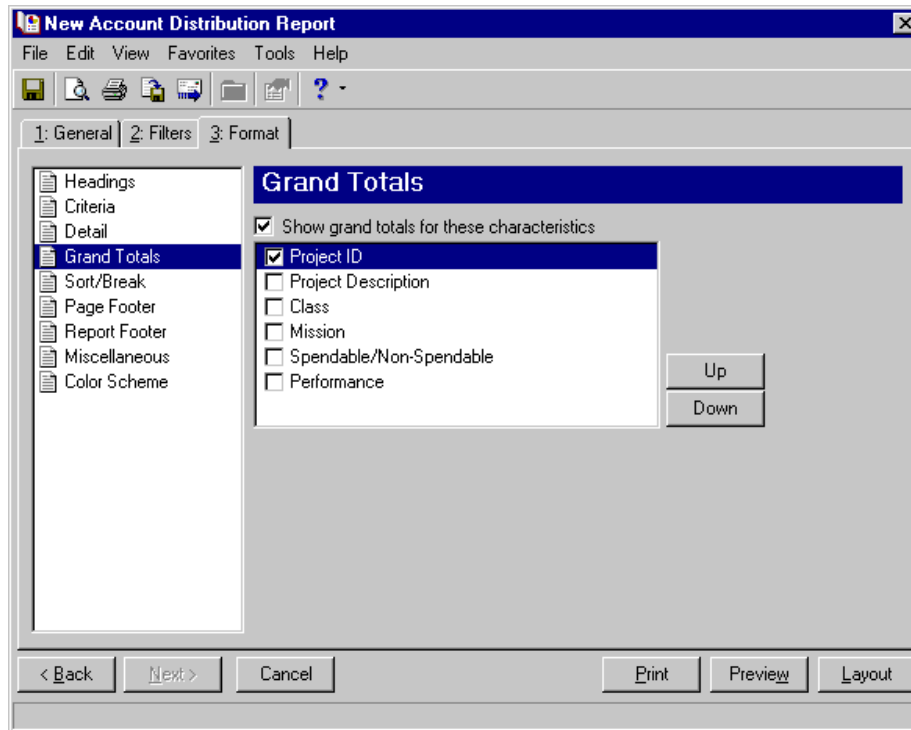 New Account Distribution Report
File Edit View Favorites Tools Help
?
1: General 2: Filters 3: Format
Headings
Criteria
Detail
Grand Totals
Sort/Break
Page Footer
Report Footer
Miscellaneous
Color Scheme
Grand Totals
Show grand totals for these characteristics
Project ID
Project Description
Class
Mission
Spendable/Non-Spendable
Performance
Up
Down
< Back Next > Cancel Print Preview Layout